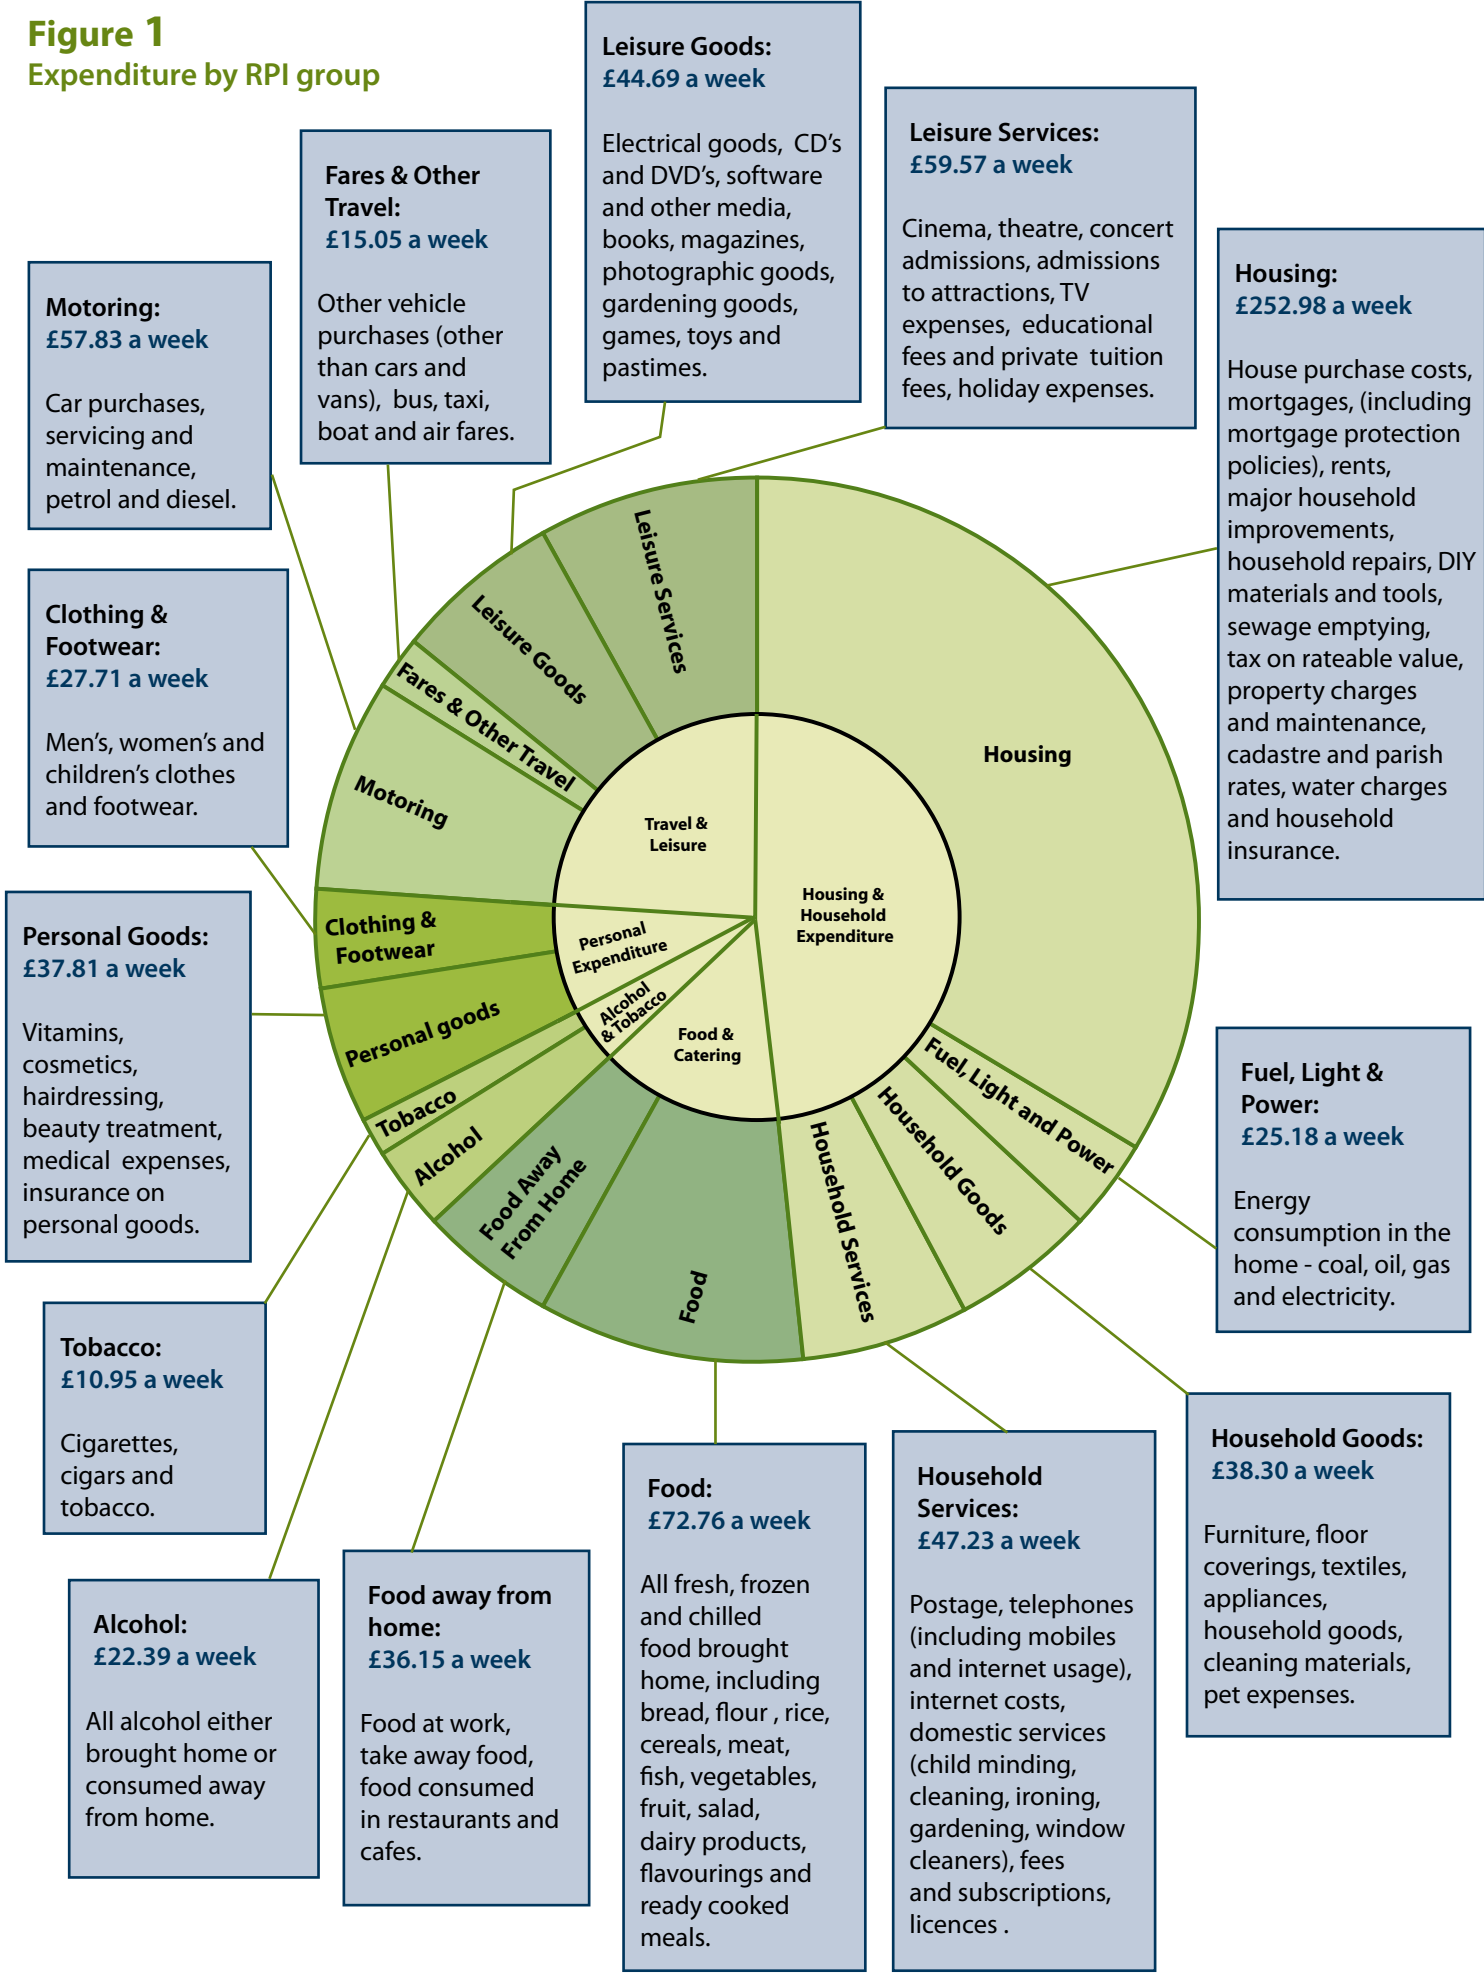 Figure 1
Expenditure by RPI group
Leisure Goods:
£44.69 a week
Electrical goods, CD's
and DVD's, software
and other media,
books, magazines,
photographic goods,
gardening goods,
games, toys and
pastimes.
Leisure Services:
£59.57 a week
Cinema, theatre, concert
admissions, admissions
to attractions, TV
expenses, educational
fees and private tuition
fees, holiday expenses.
Fares & Other
Travel:
£15.05 a week
Other vehicle
purchases (other
than cars and
vans), bus, taxi,
boat and air fares.
Housing:
£252.98 a week
House purchase costs,
mortgages, (including
mortgage protection
policies), rents,
major household
improvements,
household repairs, DIY
materials and tools,
sewage emptying,
tax on rateable value,
property charges
and maintenance,
cadastre and parish
rates, water charges
and household
insurance.
Motoring:
£57.83 a week
Car purchases,
servicing and
maintenance,
petrol and diesel.
Clothing &
Footwear:
£27.71 a week
Men's, women's and
children's clothes
and footwear.
Personal Goods:
£37.81 a week
Vitamins,
cosmetics,
hairdressing,
beauty treatment,
medical expenses,
insurance on
personal goods.
Leisure Services
Leisure Goods
Fares & Other Travel
Motoring
Clothing &
Footwear
Personal goods
Tobacco
Alcohol
Food Away
From Home
Food
Household Services
Household Goods
Fuel, Light and Power
Housing
Travel &
Leisure
Housing &
Household
Expenditure
Personal
Expenditure
Alcohol
& Tobacco
Food &
Catering
Fuel, Light &
Power:
£25.18 a week
Energy
consumption in the
home - coal, oil, gas
and electricity.
Tobacco:
£10.95 a week
Cigarettes,
cigars and
tobacco.
Alcohol:
£22.39 a week
All alcohol either
brought home or
consumed away
from home.
Food away from
home:
£36.15 a week
Food at work,
take away food,
food consumed
in restaurants and
cafes.
Food:
£72.76 a week
All fresh, frozen
and chilled
food brought
home, including
bread, flour , rice,
cereals, meat,
fish, vegetables,
fruit, salad,
dairy products,
flavourings and
ready cooked
meals.
Household
Services:
£47.23 a week
Postage, telephones
(including mobiles
and internet usage),
internet costs,
domestic services
(child minding,
cleaning, ironing,
gardening, window
cleaners), fees
and subscriptions,
licences .
Household Goods:
£38.30 a week
Furniture, floor
coverings, textiles,
appliances,
household goods,
cleaning materials,
pet expenses.